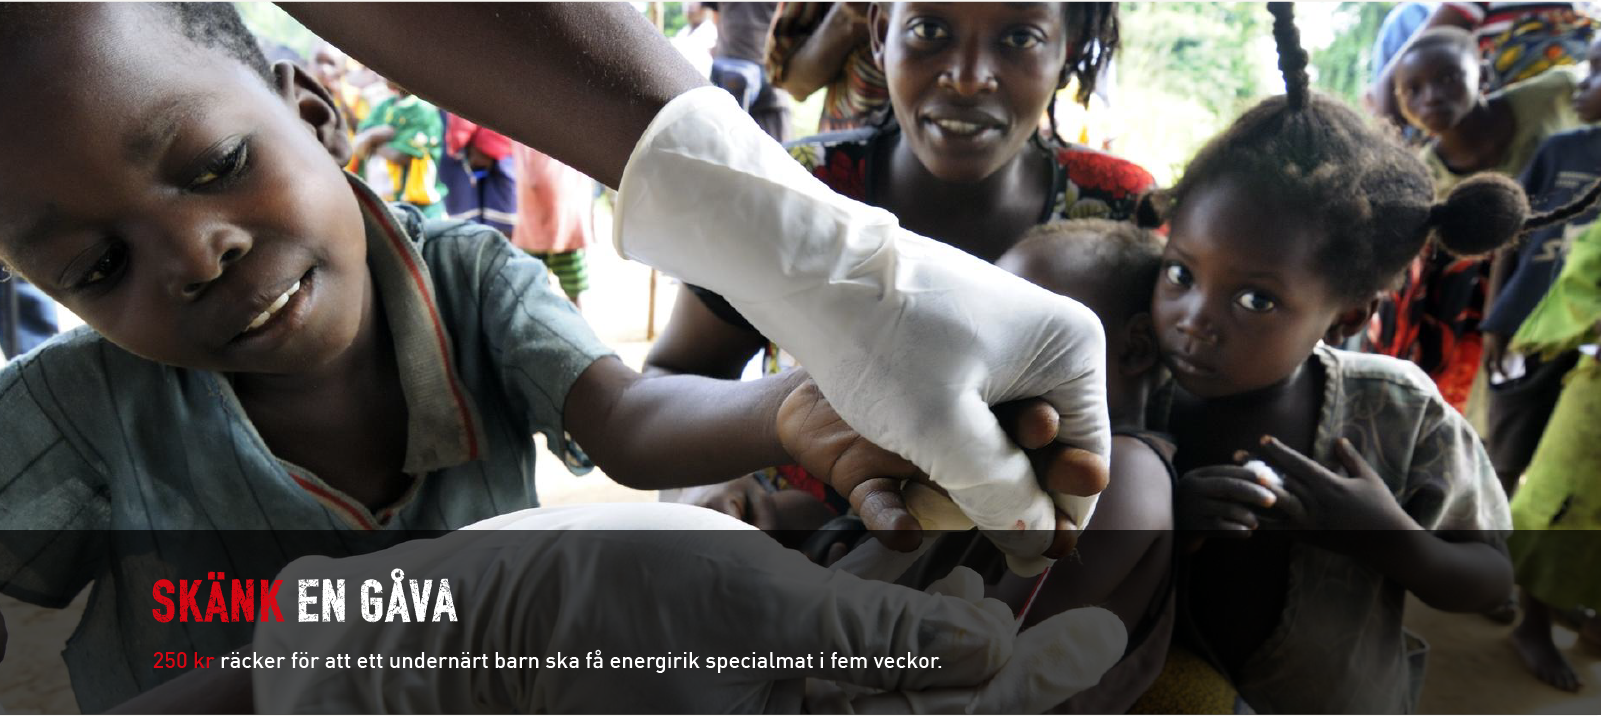 SKÄNK EN GÅVA
250 kr räcker för att ett undernärt barn ska få energirik specialmat i fem veckor.